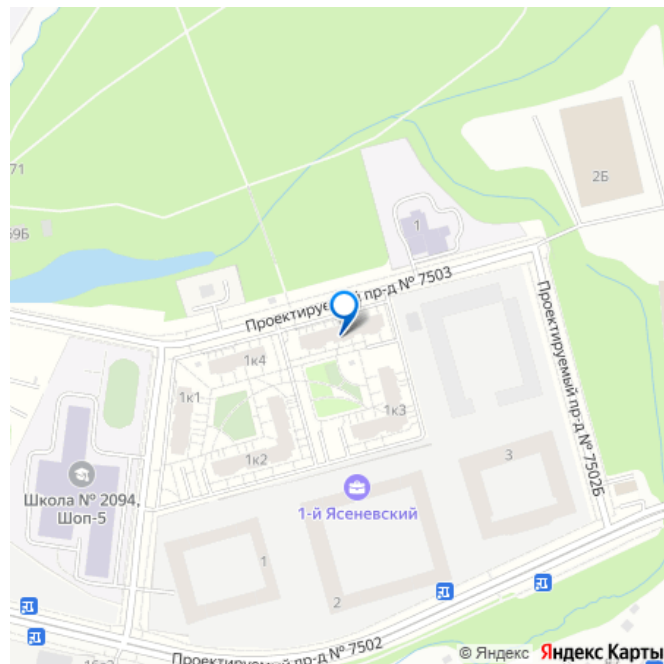 71
69Б
2Б
1
Проектируемый пр-д № 7503
Проектируемый пр-д № 7502Б
1к4
1к1
1к3
1к2
3
Школа № 2094,
Шоп-5
1-й Ясеневский
1
2
Проектируемый пр-д № 7502
© Яндекс Яндекс Карты